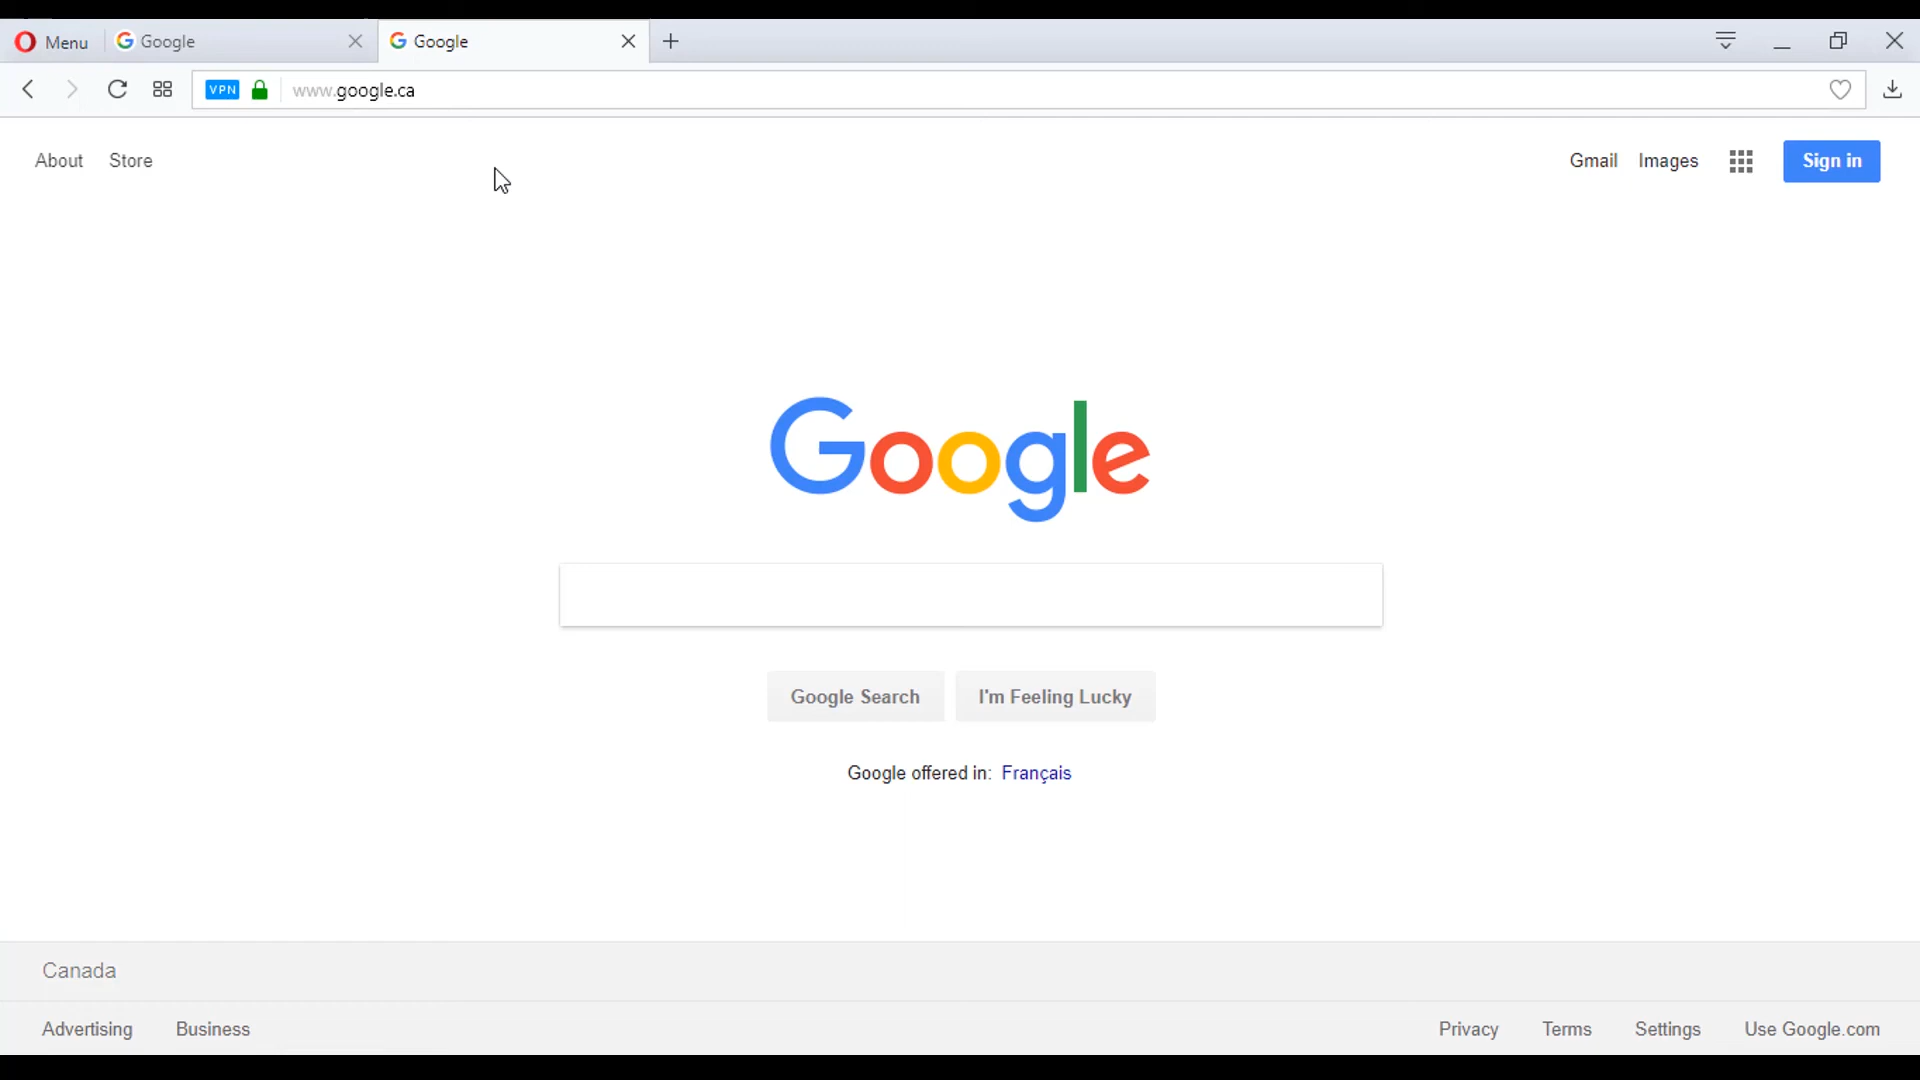 Menu Google Google
VPN www.google.ca
About Store Gmail Images Sign in
Google
Google Search I'm Feeling Lucky
Google offered in: Français
Canada
Advertising Business Privacy Terms Settings Use Google.com